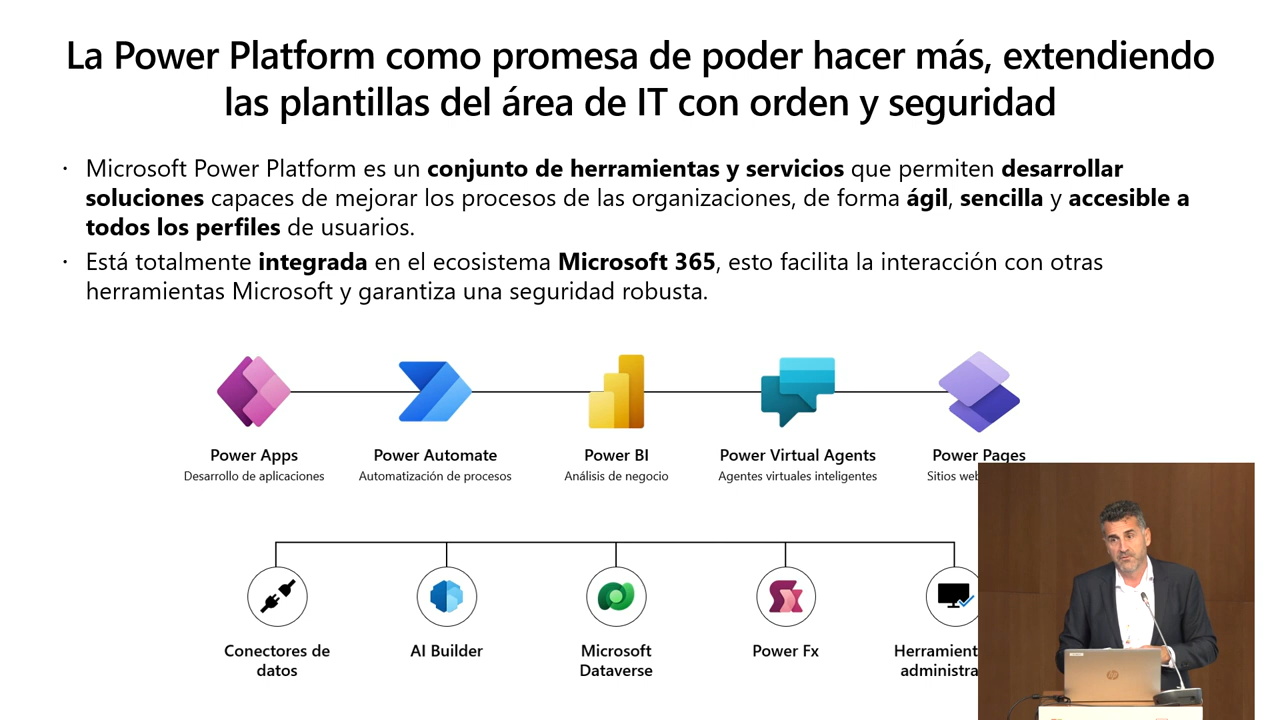 La Power Platform como promesa de poder hacer más, extendiendo
las plantillas del área de IT con orden y seguridad
· Microsoft Power Platform es un conjunto de herramientas y servicios que permiten desarrollar
soluciones capaces de mejorar los procesos de las organizaciones, de forma ágil, sencilla y accesible a
todos los perfiles de usuarios.
· Está totalmente integrada en el ecosistema Microsoft 365, esto facilita la interacción con otras
herramientas Microsoft y garantiza una seguridad robusta.
Power Apps
Desarrollo de aplicaciones
Power Automate
Automatización de procesos
Power BI
Análisis de negocio
Power Virtual Agents
Agentes virtuales inteligentes
Power Pages
Sitios
Conectores de
datos
AI Builder
Microsoft
Dataverse
Power Fx
hp